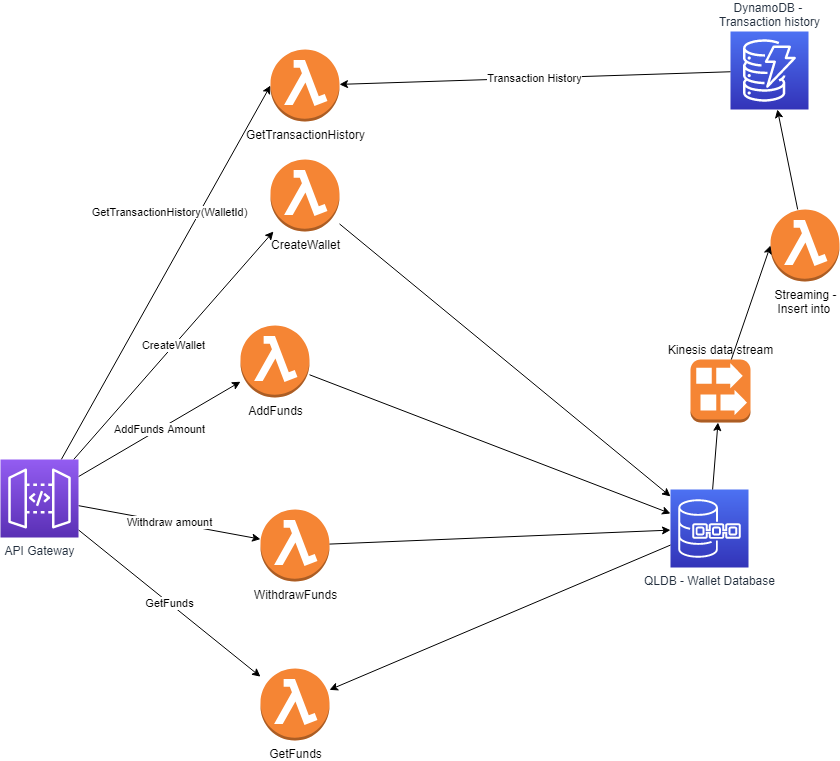 DynamoDB -
Transaction history
Transaction History
GetTransactionHistory
GetTransactionHistory(WalletId)
CreateWallet
Streaming -
Insert into
CreateWallet
Kinesis data stream
AddFunds
AddFunds Amount
</>
Withdraw amount
API Gateway
QLDB - Wallet Database
WithdrawFunds
GetFunds
GetFunds